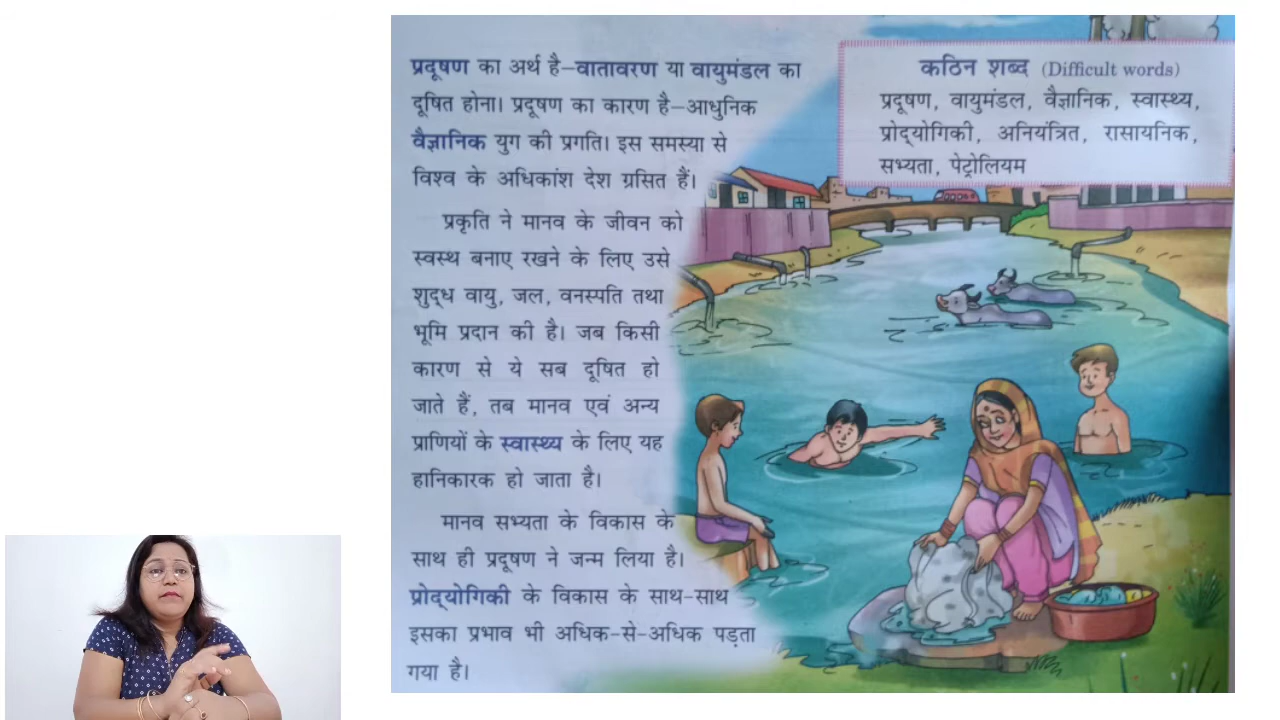 प्रदूषण का अर्थ है–वातावरण या वायुमंडल का
दूषित होना। प्रदूषण का कारण है–आधुनिक
वैज्ञानिक युग की प्रगति। इस समस्या से
विश्व के अधिकांश देश ग्रसित हैं।
प्रकृति ने मानव के जीवन को
स्वस्थ बनाए रखने के लिए उसे
शुद्ध वायु, जल, वनस्पति तथा
भूमि प्रदान की है। जब किसी
कारण से ये सब दूषित हो
जाते हैं, तब मानव एवं अन्य
प्राणियों के स्वास्थ्य के लिए यह
हानिकारक हो जाता है।
मानव सभ्यता के विकास के
साथ ही प्रदूषण ने जन्म लिया है।
प्रोद्योगिकी के विकास के साथ-साथ
इसका प्रभाव भी अधिक-से-अधिक पड़ता
गया है।
कठिन शब्द (Difficult words)
प्रदूषण, वायुमंडल, वैज्ञानिक, स्वास्थ्य,
प्रोद्योगिकी, अनियंत्रित, रासायनिक,
सभ्यता, पेट्रोलियम